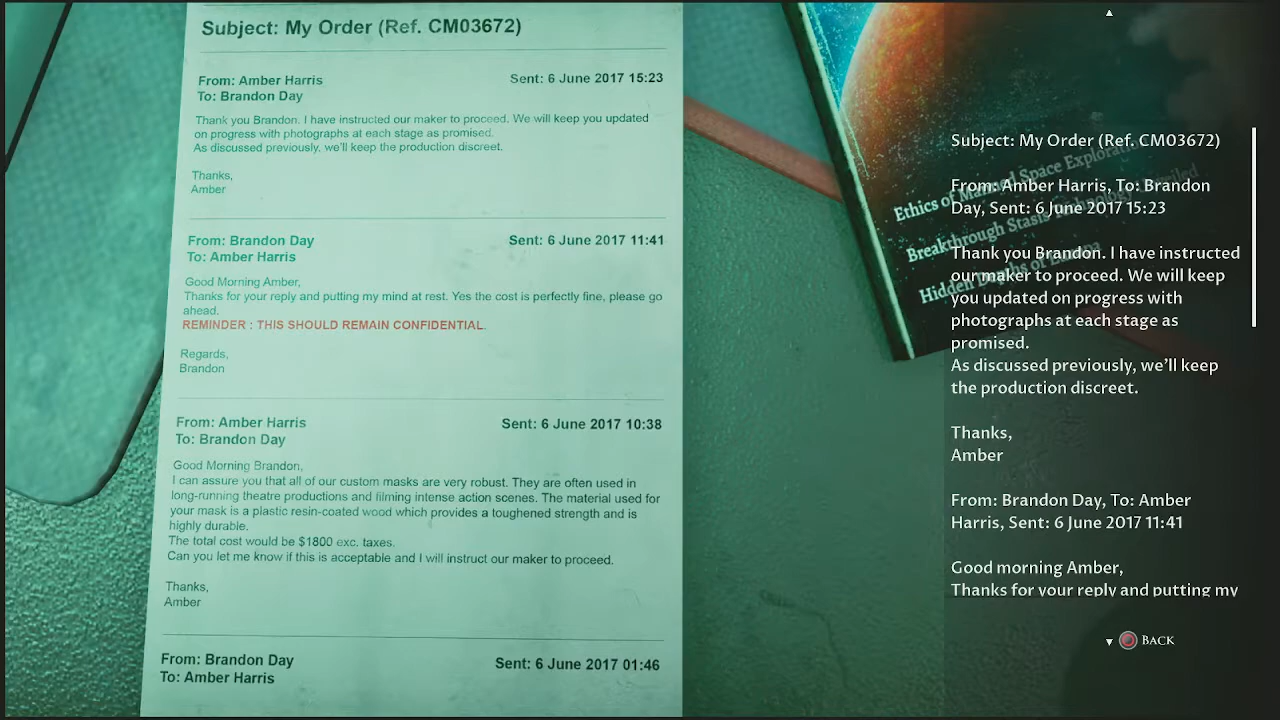 Subject: My Order (Ref. CM03672)
From: Amber Harris
Sent: 6 June 2017 15:23
To: Brandon Day
Thank you Brandon. I have instructed our maker to proceed. We will keep you updated
on progress with photographs at each stage as promised.
As discussed previously, we'll keep the production discreet.
Thanks,
Amber
From: Brandon Day
Sent: 6 June 2017 11:41
To: Amber Harris
Good Morning Amber,
Thanks for your reply and putting my mind at rest. Yes the cost is perfectly fine, please go
ahead.
REMINDER : THIS SHOULD REMAIN CONFIDENTIAL.
Regards,
Brandon
From: Amber Harris
Sent: 6 June 2017 10:38
To: Brandon Day
Good Morning Brandon,
I can assure you that all of our custom masks are very robust. They are often used in
long-running theatre productions and filming intense action scenes. The material used for
your mask is a plastic resin-coated wood which provides a toughened strength and is
highly durable.
The total cost would be $1800 exc. taxes.
Can you let me know if this is acceptable and I will instruct our maker to proceed.
Thanks,
Amber
From: Brandon Day
Sent: 6 June 2017 01:46
To: Amber Harris
Ethics of Manned Space
Breakthrough Stasis
Hidden Depths of Europa
Subject: My Order (Ref. CM03672)
From: Amber Harris, To: Brandon
Day, Sent: 6 June 2017 15:23
Thank you Brandon. I have instructed
our maker to proceed. We will keep
you updated on progress with
photographs at each stage as
promised.
As discussed previously, we'll keep
the production discreet.
Thanks,
Amber
From: Brandon Day, To: Amber
Harris, Sent: 6 June 2017 11:41
Good morning Amber,
Thanks for your reply and putting my
BACK